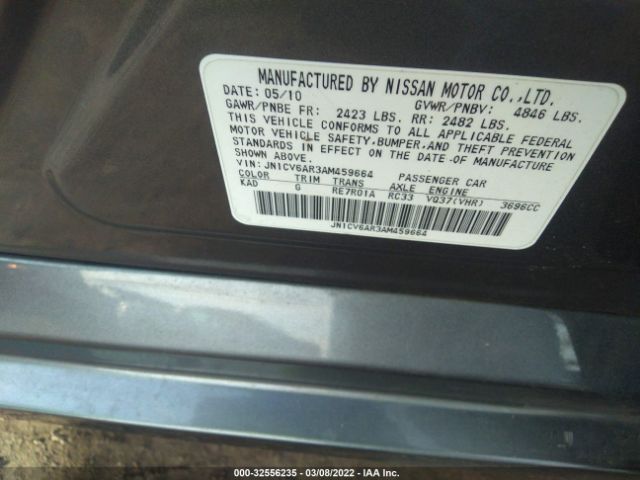 MANUFACTURED BY NISSAN MOTOR CO.,LTD.
DATE: 05/10 GVWR/PNBV: 4846 LBS.
GAWR/PNBE FR: 2423 LBS. RR: 2482 LBS.
THIS VEHICLE CONFORMS TO ALL APPLICABLE FEDERAL
MOTOR VEHICLE SAFETY,BUMPER,AND THEFT PREVENTION
STANDARDS IN EFFECT ON THE DATE OF MANUFACTURE
SHOWN ABOVE.
VIN: JN1CV6AR3AM459664 PASSENGER CAR
COLOR TRIM TRANS AXLE ENGINE
KAD G RE7R01A RC33 VQ37(VHR) 3696CC
JN1CV6AR3AM459664
000-32556235 - 03/08/2022 - IAA Inc.